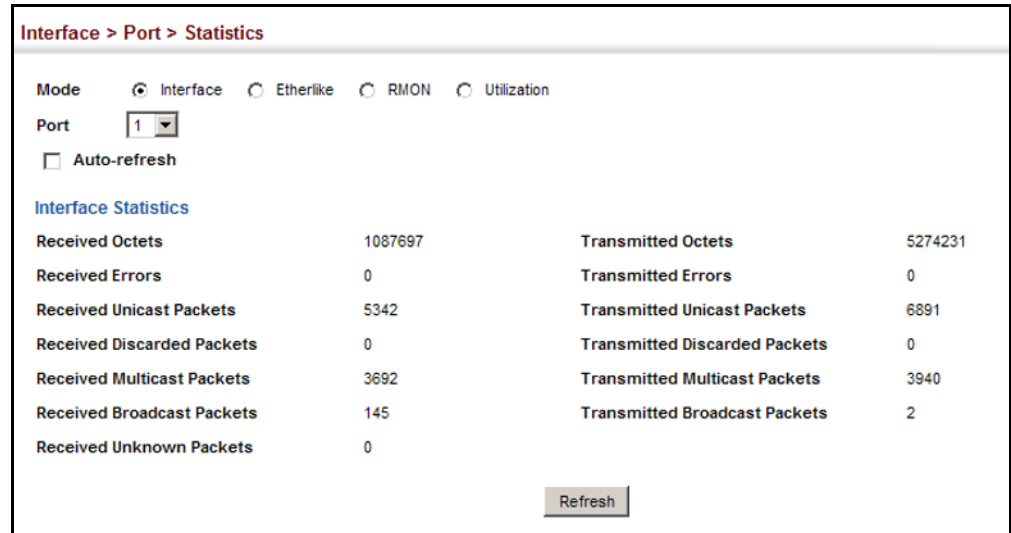 Interface > Port > Statistics
Mode Interface Etherlike RMON Utilization
Port 1
Auto-refresh
Interface Statistics
Received Octets 1087697 Transmitted Octets 5274231
Received Errors 0 Transmitted Errors 0
Received Unicast Packets 5342 Transmitted Unicast Packets 6891
Received Discarded Packets 0 Transmitted Discarded Packets 0
Received Multicast Packets 3692 Transmitted Multicast Packets 3940
Received Broadcast Packets 145 Transmitted Broadcast Packets 2
Received Unknown Packets 0
Refresh